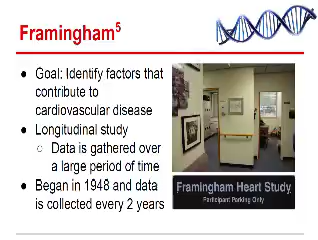 Framingham⁵
● Goal: Identify factors that
contribute to
cardiovascular disease
● Longitudinal study
○ Data is gathered over
a large period of time
● Began in 1948 and data
is collected every 2 years
Framingham Heart Study
Participant Parking Only